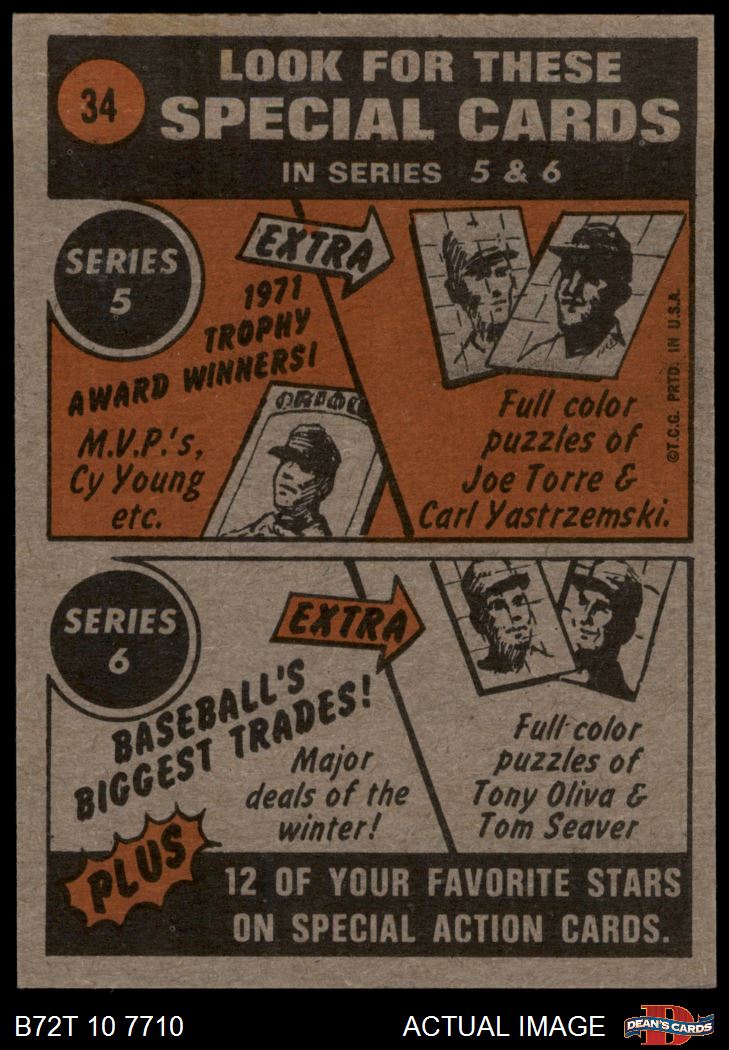 34
LOOK FOR THESE
SPECIAL CARDS
IN SERIES 5 & 6
SERIES
5
EXTRA
1971
TROPHY
AWARD WINNERS!
M.V.P.'s,
Cy Young
etc.
ORIOL
Full color
puzzles of
Joe Torre &
Carl Yastrzemski.
©T.C.G. PRTD. IN U.S.A.
SERIES
6
EXTRA
BASEBALL'S
BIGGEST TRADES!
Major
deals of the
winter!
Full color
puzzles of
Tony Oliva &
Tom Seaver
PLUS
12 OF YOUR FAVORITE STARS
ON SPECIAL ACTION CARDS.
B72T 10 7710
ACTUAL IMAGE
D
DEAN'S CARDS